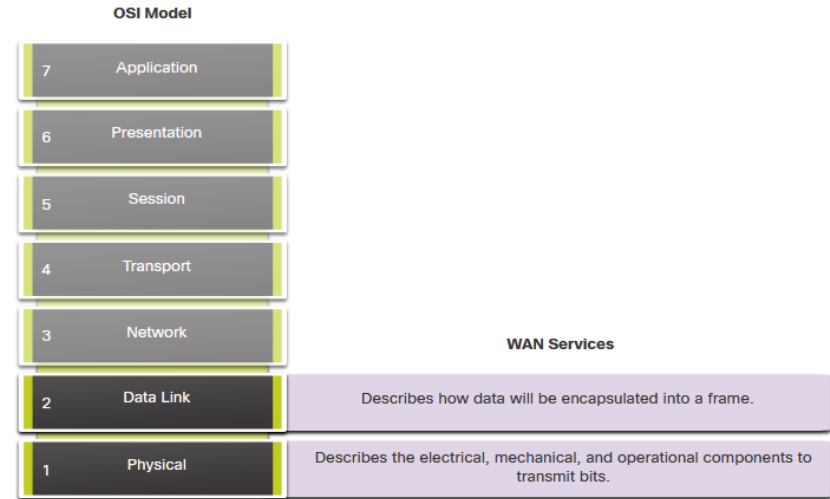 OSI Model
7 Application
6 Presentation
5 Session
4 Transport
3 Network
WAN Services
2 Data Link
Describes how data will be encapsulated into a frame.
1 Physical
Describes the electrical, mechanical, and operational components to
transmit bits.